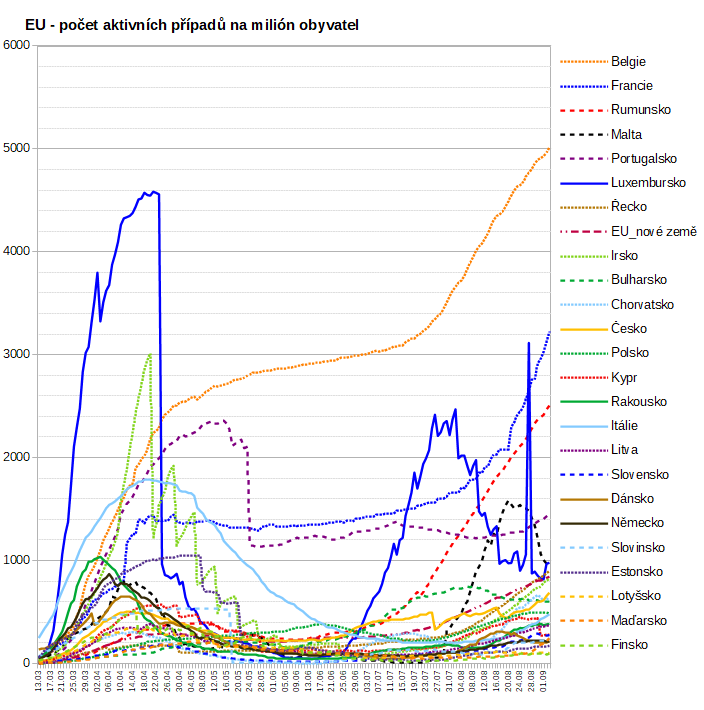 EU - počet aktivních případů na milión obyvatel
6000
5000
4000
3000
2000
1000
0
Belgie
Francie
Rumunsko
Malta
Portugalsko
Luxembursko
Řecko
EU_nové země
Irsko
Bulharsko
Chorvatsko
Česko
Polsko
Kypr
Rakousko
Itálie
Litva
Slovensko
Dánsko
Německo
Slovinsko
Estonsko
Lotyšsko
Maďarsko
Finsko
13.03
17.03
21.03
25.03
29.03
02.04
06.04
10.04
14.04
18.04
22.04
26.04
30.04
04.05
08.05
12.05
16.05
20.05
24.05
28.05
01.06
05.06
09.06
13.06
17.06
21.06
25.06
29.06
03.07
07.07
11.07
15.07
19.07
23.07
27.07
31.07
04.08
08.08
12.08
16.08
20.08
24.08
28.08
01.09